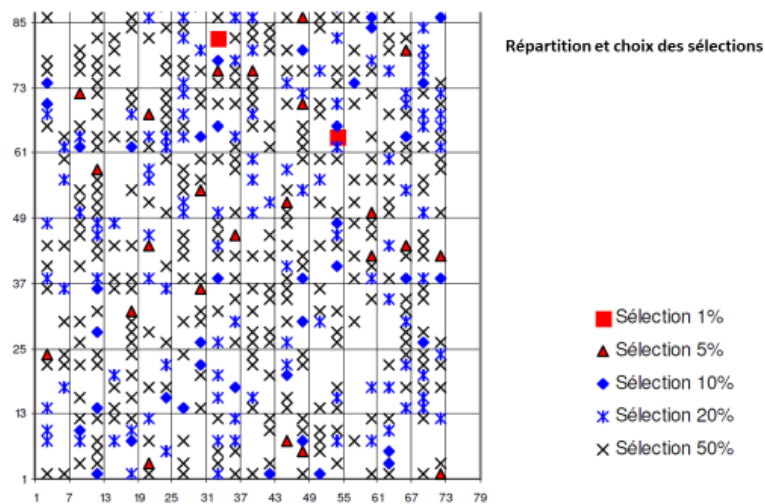 85
Répartition et choix des sélections
73
61
49
37
Sélection 1%
Sélection 5%
25
Sélection 10%
Sélection 20%
13
Sélection 50%
1
1 7 13 19 25 31 37 43 49 55 61 67 73 79